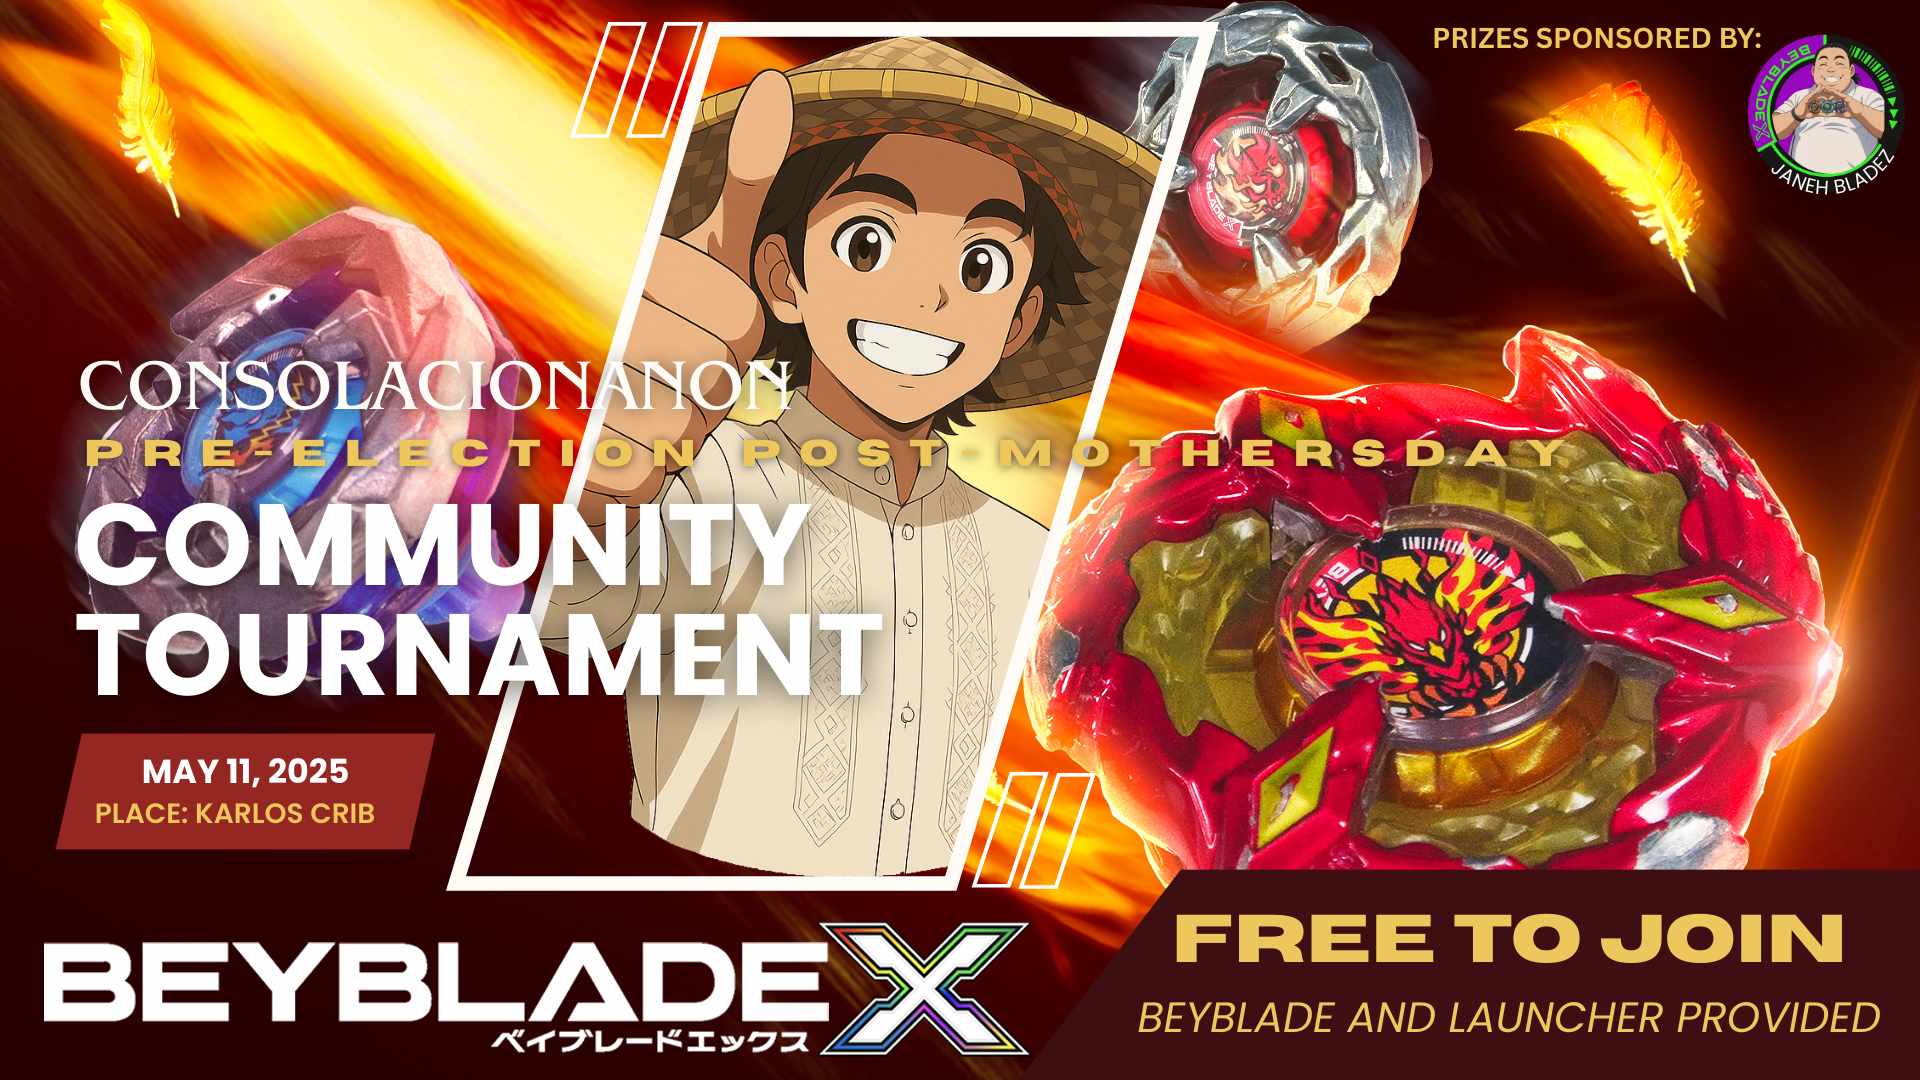 PRIZES SPONSORED BY:
BEYBLADE X
JANEH BLADEZ
CONSOLACIONANON
PRE-ELECTION POST-MOTHERSDAY
COMMUNITY
TOURNAMENT
MAY 11, 2025
PLACE: KARLOS CRIB
BEYBLADE X
ベイブレードエックス
FREE TO JOIN
BEYBLADE AND LAUNCHER PROVIDED